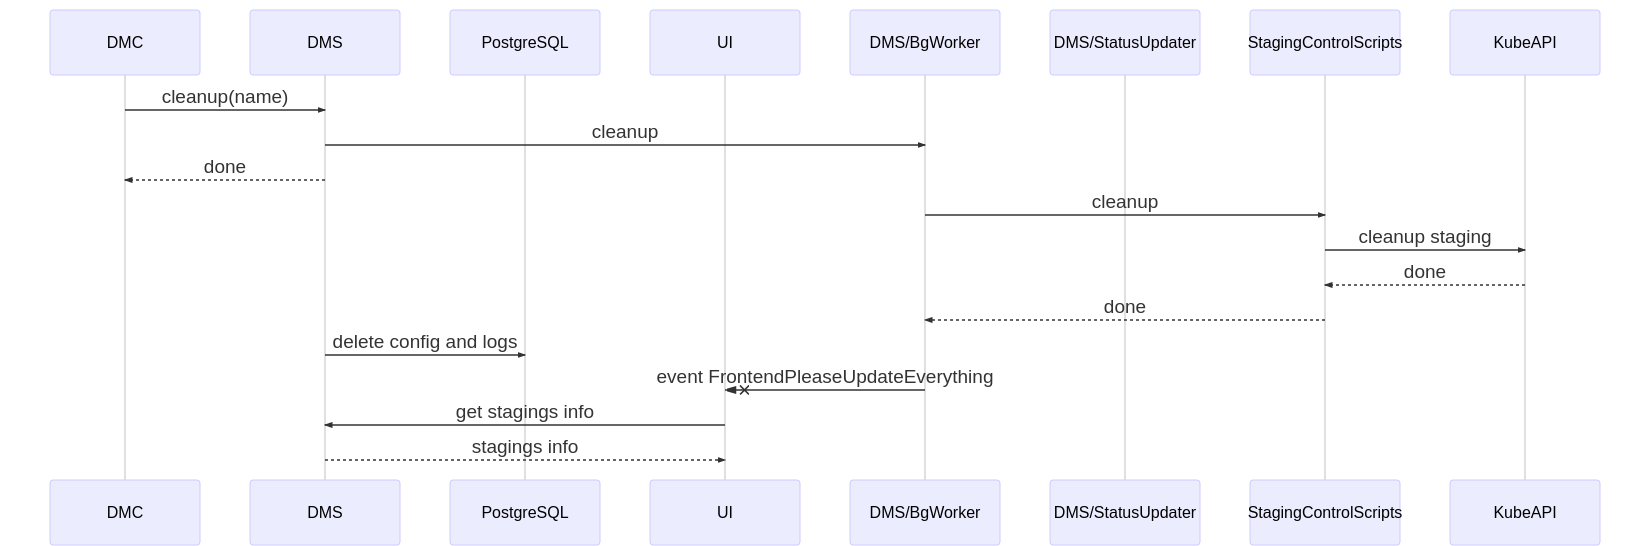 DMC
DMS
PostgreSQL
UI
DMS/BgWorker
DMS/StatusUpdater
StagingControlScripts
KubeAPI
cleanup(name)
cleanup
done
cleanup
cleanup staging
done
done
delete config and logs
event FrontendPleaseUpdateEverything
get stagings info
stagings info
DMC
DMS
PostgreSQL
UI
DMS/BgWorker
DMS/StatusUpdater
StagingControlScripts
KubeAPI